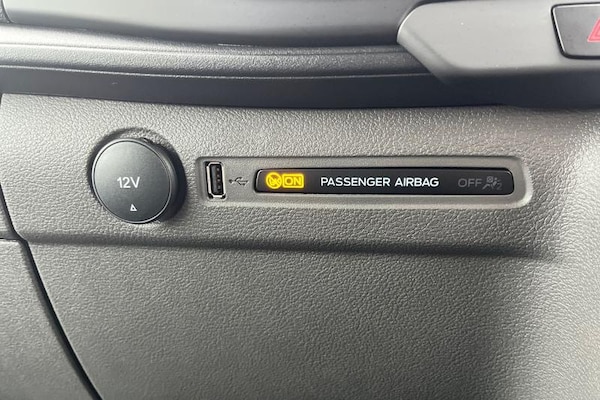 12V
ON PASSENGER AIRBAG OFF